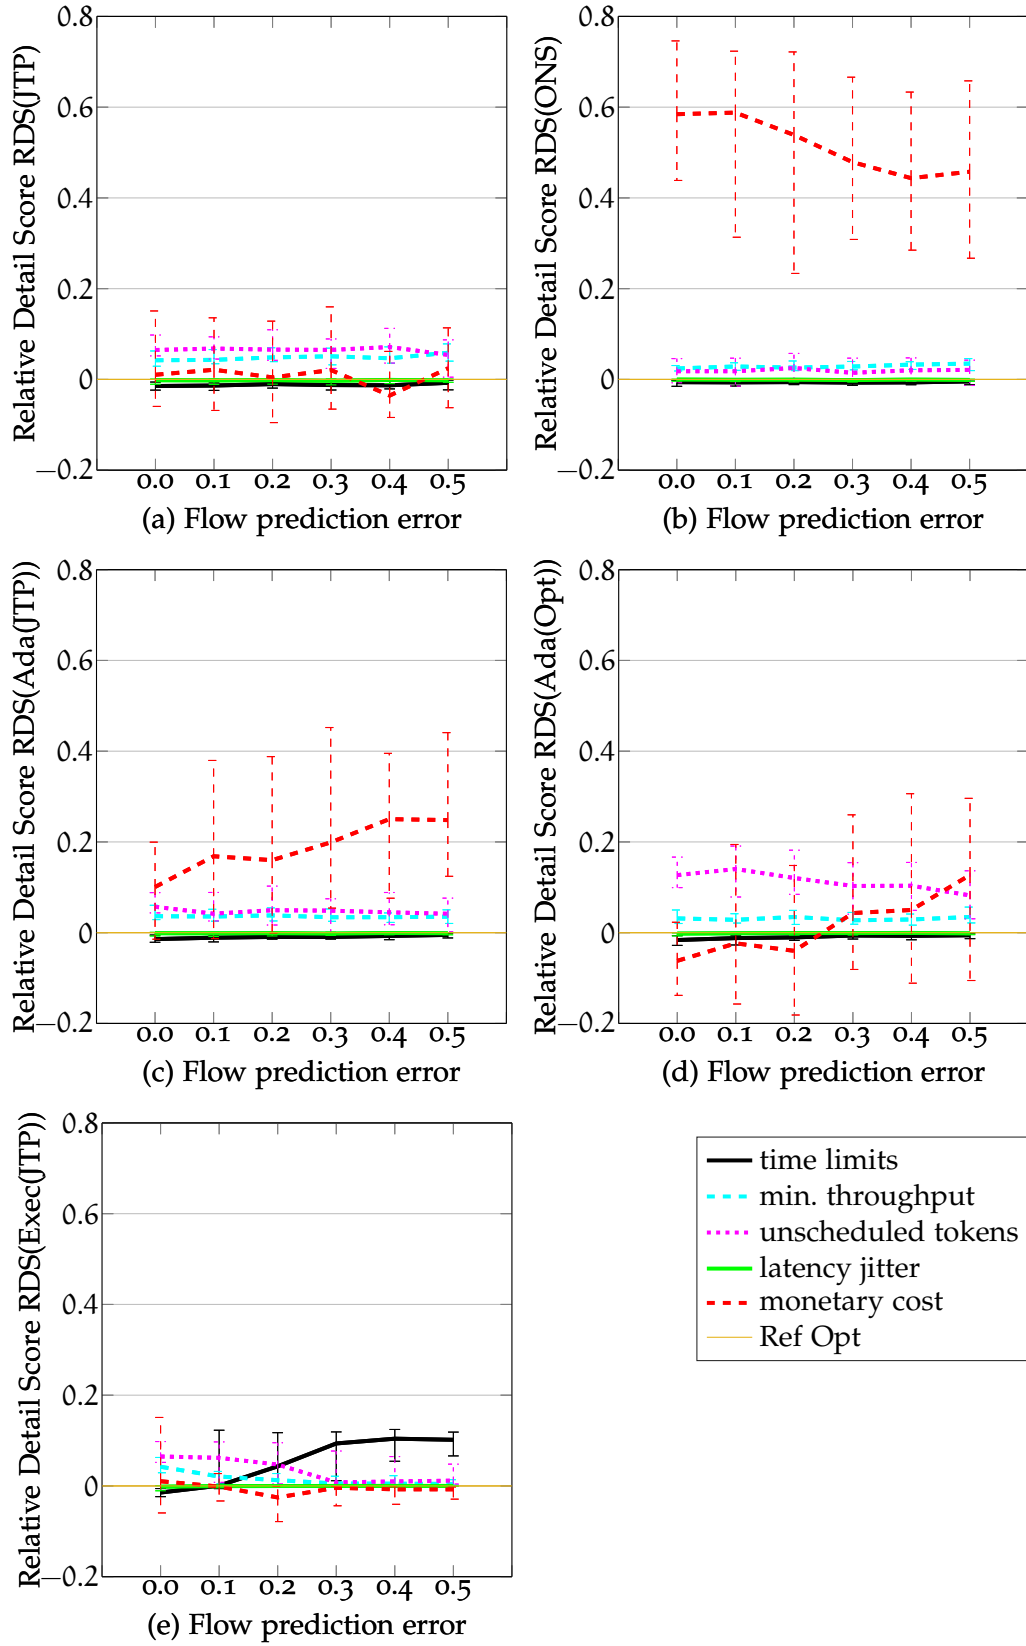 Relative Detail Score RDS(JTP)
0.8
0.6
0.4
0.2
0
−0.2
0.0 0.1 0.2 0.3 0.4 0.5
(a) Flow prediction error
Relative Detail Score RDS(ONS)
0.8
0.6
0.4
0.2
0
−0.2
0.0 0.1 0.2 0.3 0.4 0.5
(b) Flow prediction error
Relative Detail Score RDS(Ada(JTP))
0.8
0.6
0.4
0.2
0
−0.2
0.0 0.1 0.2 0.3 0.4 0.5
(c) Flow prediction error
Relative Detail Score RDS(Ada(Opt))
0.8
0.6
0.4
0.2
0
−0.2
0.0 0.1 0.2 0.3 0.4 0.5
(d) Flow prediction error
Relative Detail Score RDS(Exec(JTP))
0.8
0.6
0.4
0.2
0
−0.2
0.0 0.1 0.2 0.3 0.4 0.5
(e) Flow prediction error
time limits
min. throughput
unscheduled tokens
latency jitter
monetary cost
Ref Opt